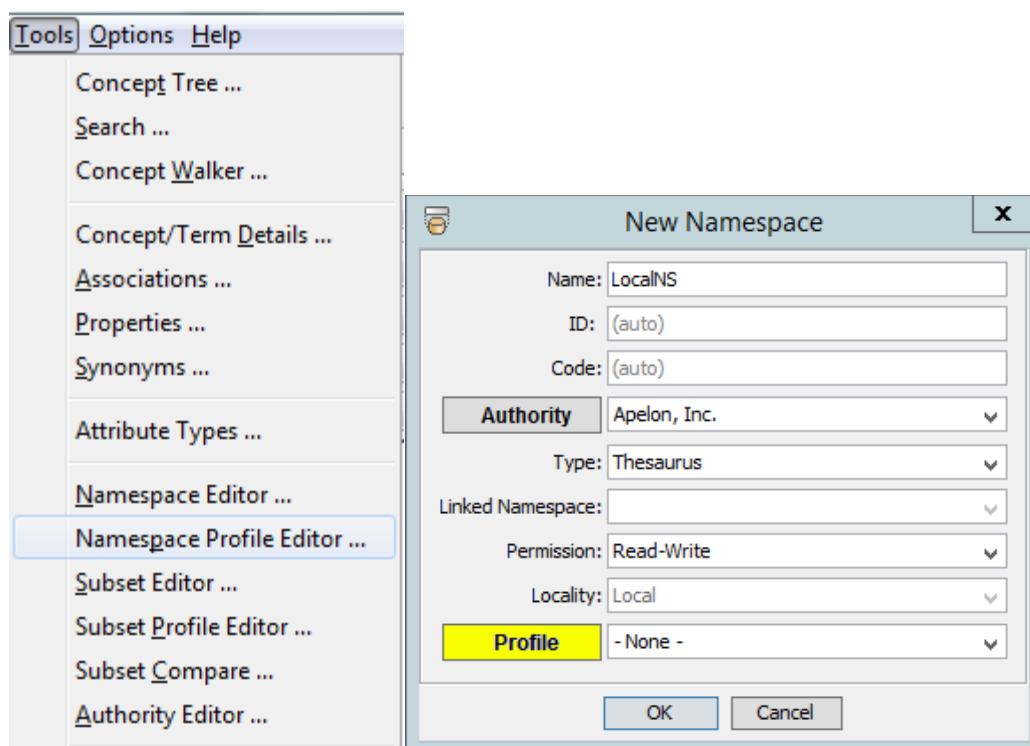 Tools Options Help
Concept Tree ...
Search ...
Concept Walker ...
Concept/Term Details ...
Associations ...
Properties ...
Synonyms ...
Attribute Types ...
Namespace Editor ...
Namespace Profile Editor ...
Subset Editor ...
Subset Profile Editor ...
Subset Compare ...
Authority Editor ...
New Namespace x
Name: LocalNS
ID: (auto)
Code: (auto)
Authority Apelon, Inc.
Type: Thesaurus
Linked Namespace:
Permission: Read-Write
Locality: Local
Profile - None -
OK Cancel